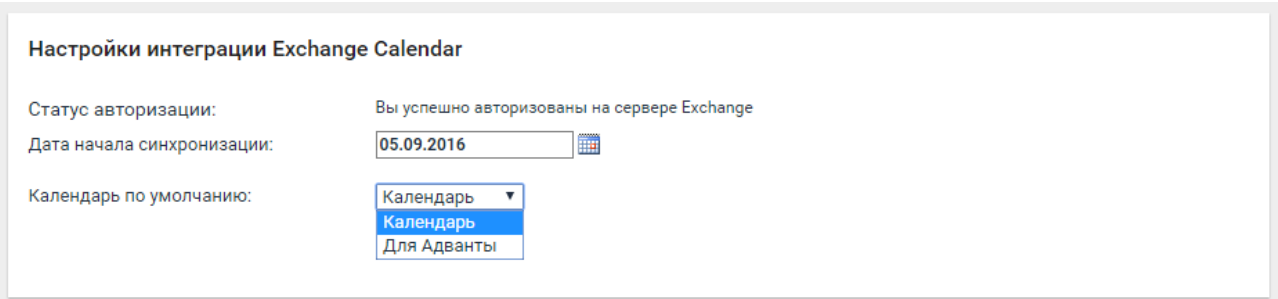 Настройки интеграции Exchange Calendar
Статус авторизации: Вы успешно авторизованы на сервере Exchange
Дата начала синхронизации: 05.09.2016
Календарь по умолчанию: Календарь
Календарь
Для Адванты